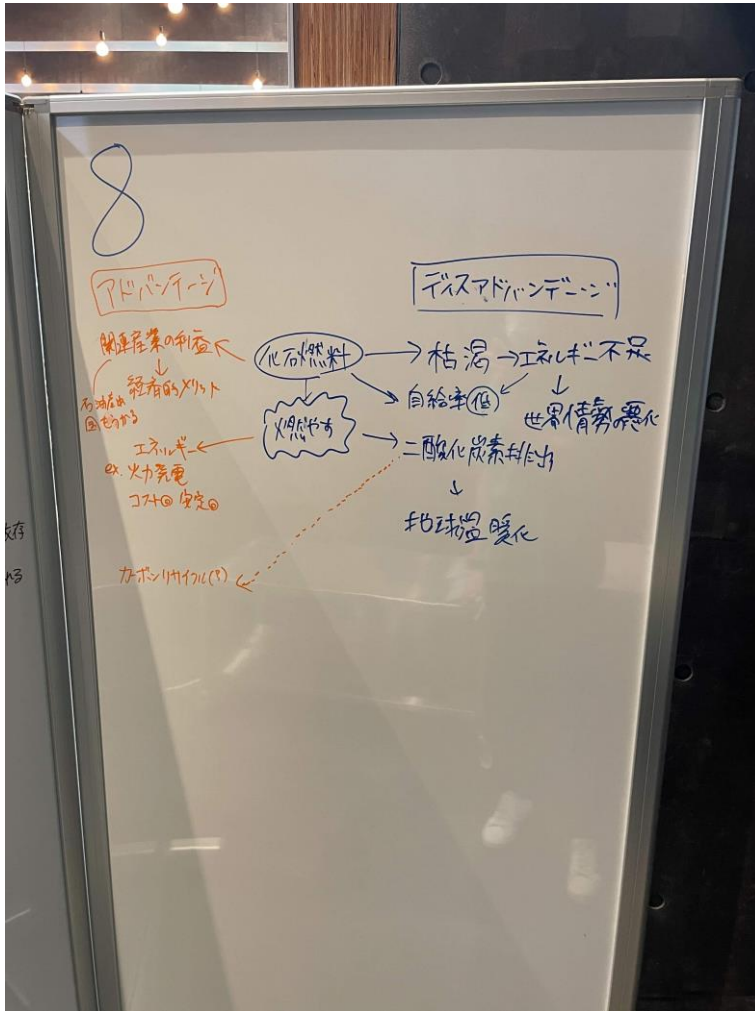 8
アドバンテージ
ディスアドバンテージ
関連産業の利益
化石燃料
枯渇
エネルギー不足
経済的メリット
自給率低
世界情勢の悪化
もうかる
燃やす
エネルギー
二酸化炭素排出
ex. 火力発電
コスト
安定
地球温暖化
カーボンリサイクル(?)
依存
れる